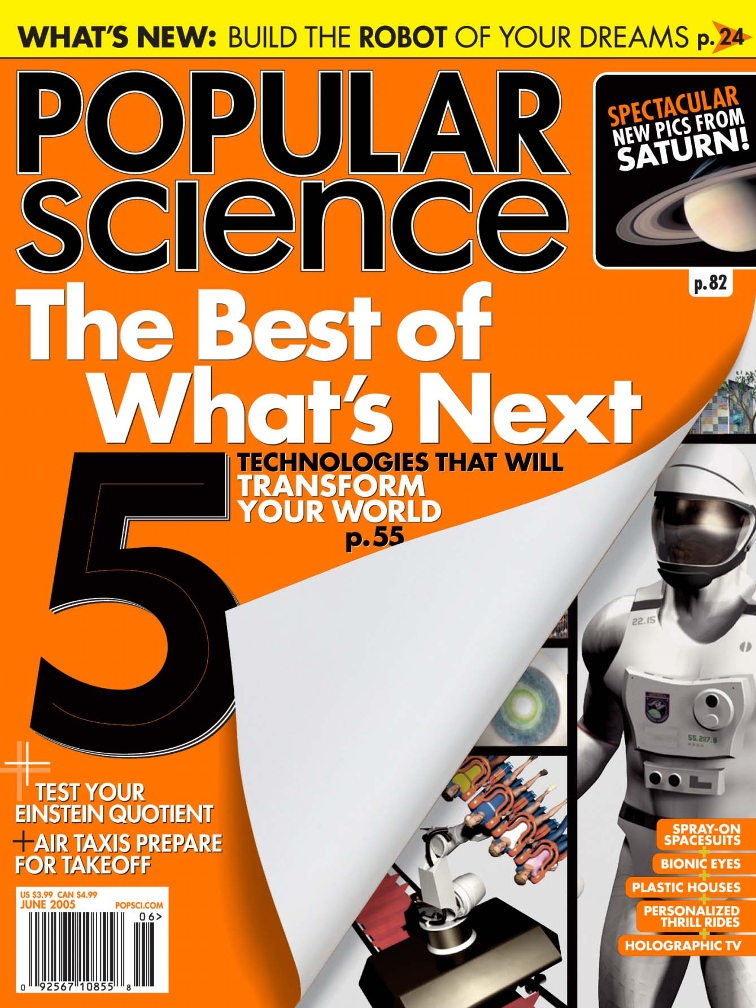 WHAT'S NEW: BUILD THE ROBOT OF YOUR DREAMS p.24
POPULAR
SCIENCE
SPECTACULAR
NEW PICS FROM
SATURN!
p.82
The Best of
What's Next
5
TECHNOLOGIES THAT WILL
TRANSFORM
YOUR WORLD
p.55
22.15
55.217.8
+TEST YOUR
EINSTEIN QUOTIENT
+AIR TAXIS PREPARE
FOR TAKEOFF
SPRAY-ON
SPACESUITS
+
BIONIC EYES
+
PLASTIC HOUSES
+
PERSONALIZED
THRILL RIDES
+
HOLOGRAPHIC TV
US $3.99 CAN $4.99
JUNE 2005 POPSCI.COM
06>
0 92567 10855 8